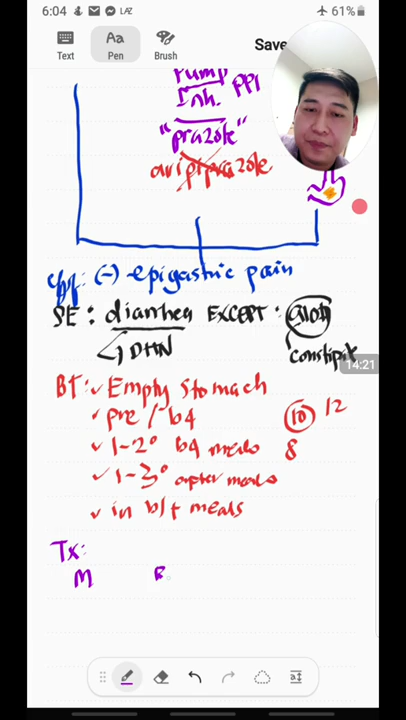 6:04 LAZ 61%
Text Pen Brush Save
Pump
Inh. PPI
"prazole"
aripiprazole
(-) epigastric pain
SE: diarrhea EXCEPT:
DHN
14:21
BT: ✓ Empty stomach
✓ pre / b4 10 12
✓ 1-2° b4 meals 8
✓ 1-3° after meals
✓ in b/t meals
Tx:
M